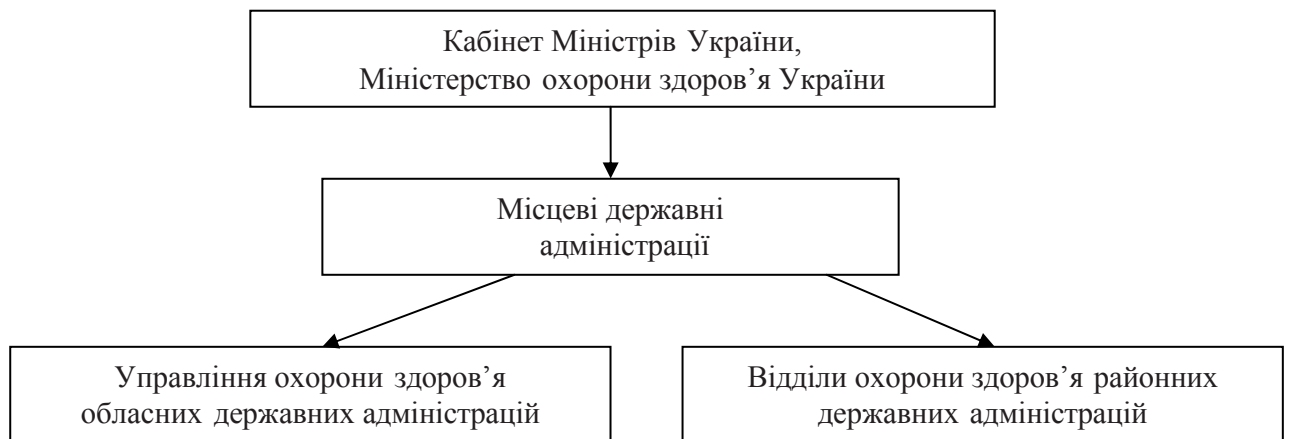 Кабінет Міністрів України,
Міністерство охорони здоров’я України
Місцеві державні
адміністрації
Управління охорони здоров’я
обласних державних адміністрацій
Відділи охорони здоров’я районних
державних адміністрацій